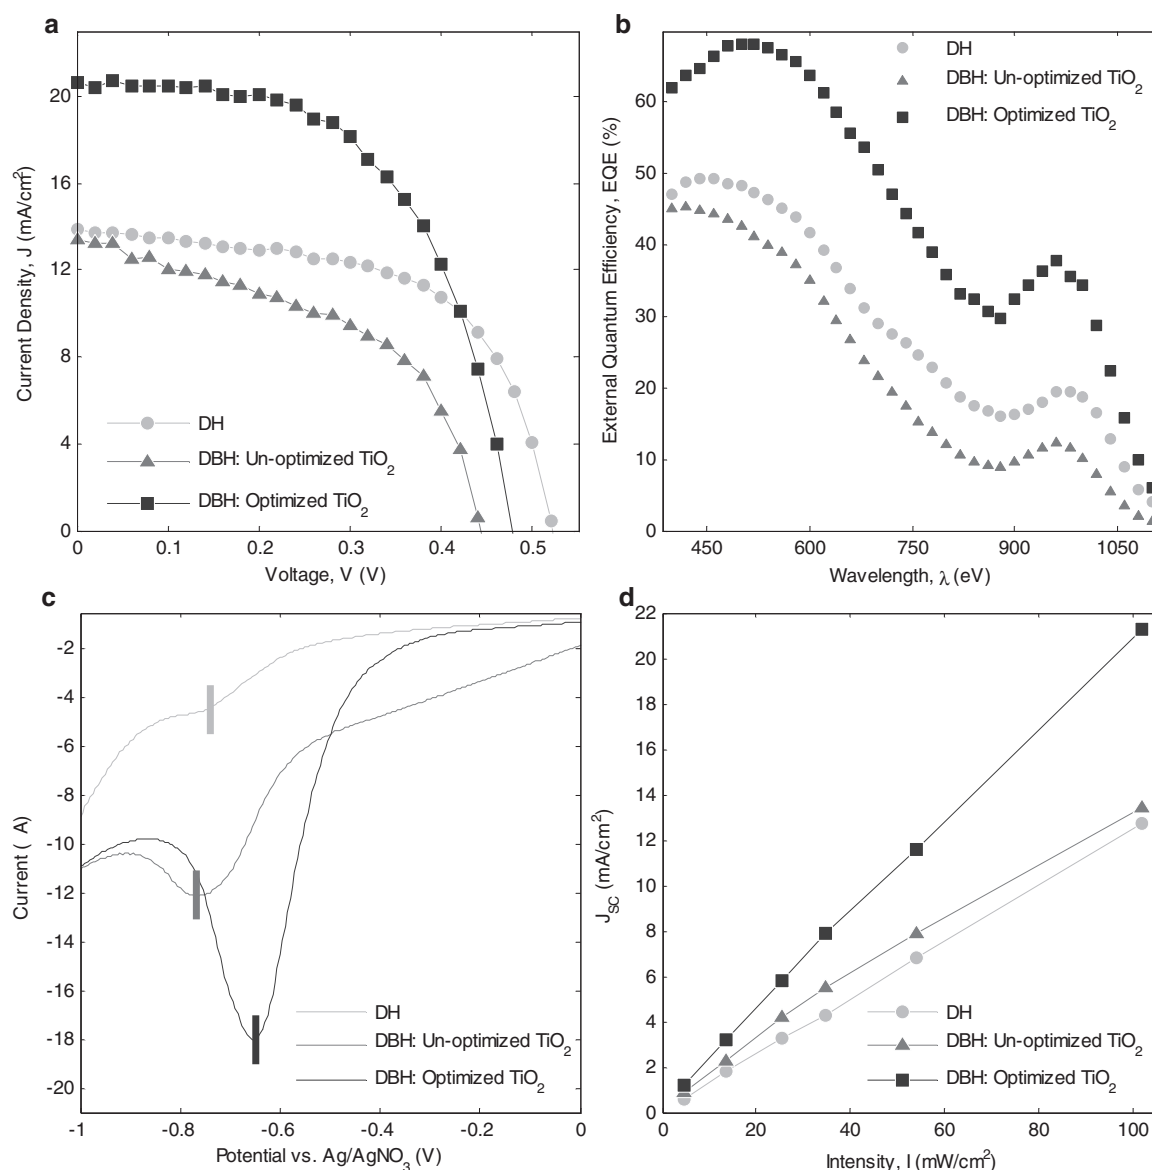 a
20
16
12
8
4
0
Current Density, J (mA/cm²)
DH
DBH: Un-optimized TiO₂
DBH: Optimized TiO₂
0 0.1 0.2 0.3 0.4 0.5
Voltage, V (V)
b
60
50
40
30
20
10
0
External Quantum Efficiency, EQE (%)
DH
DBH: Un-optimized TiO₂
DBH: Optimized TiO₂
450 600 750 900 1050
Wavelength, λ (eV)
c
-2
-4
-6
-8
-10
-12
-14
-16
-18
-20
Current ( A)
DH
DBH: Un-optimized TiO₂
DBH: Optimized TiO₂
-1 -0.8 -0.6 -0.4 -0.2 0
Potential vs. Ag/AgNO₃ (V)
d
22
20
18
16
14
12
10
8
6
4
2
0
J_SC (mA/cm²)
DH
DBH: Un-optimized TiO₂
DBH: Optimized TiO₂
0 20 40 60 80 100
Intensity, I (mW/cm²)